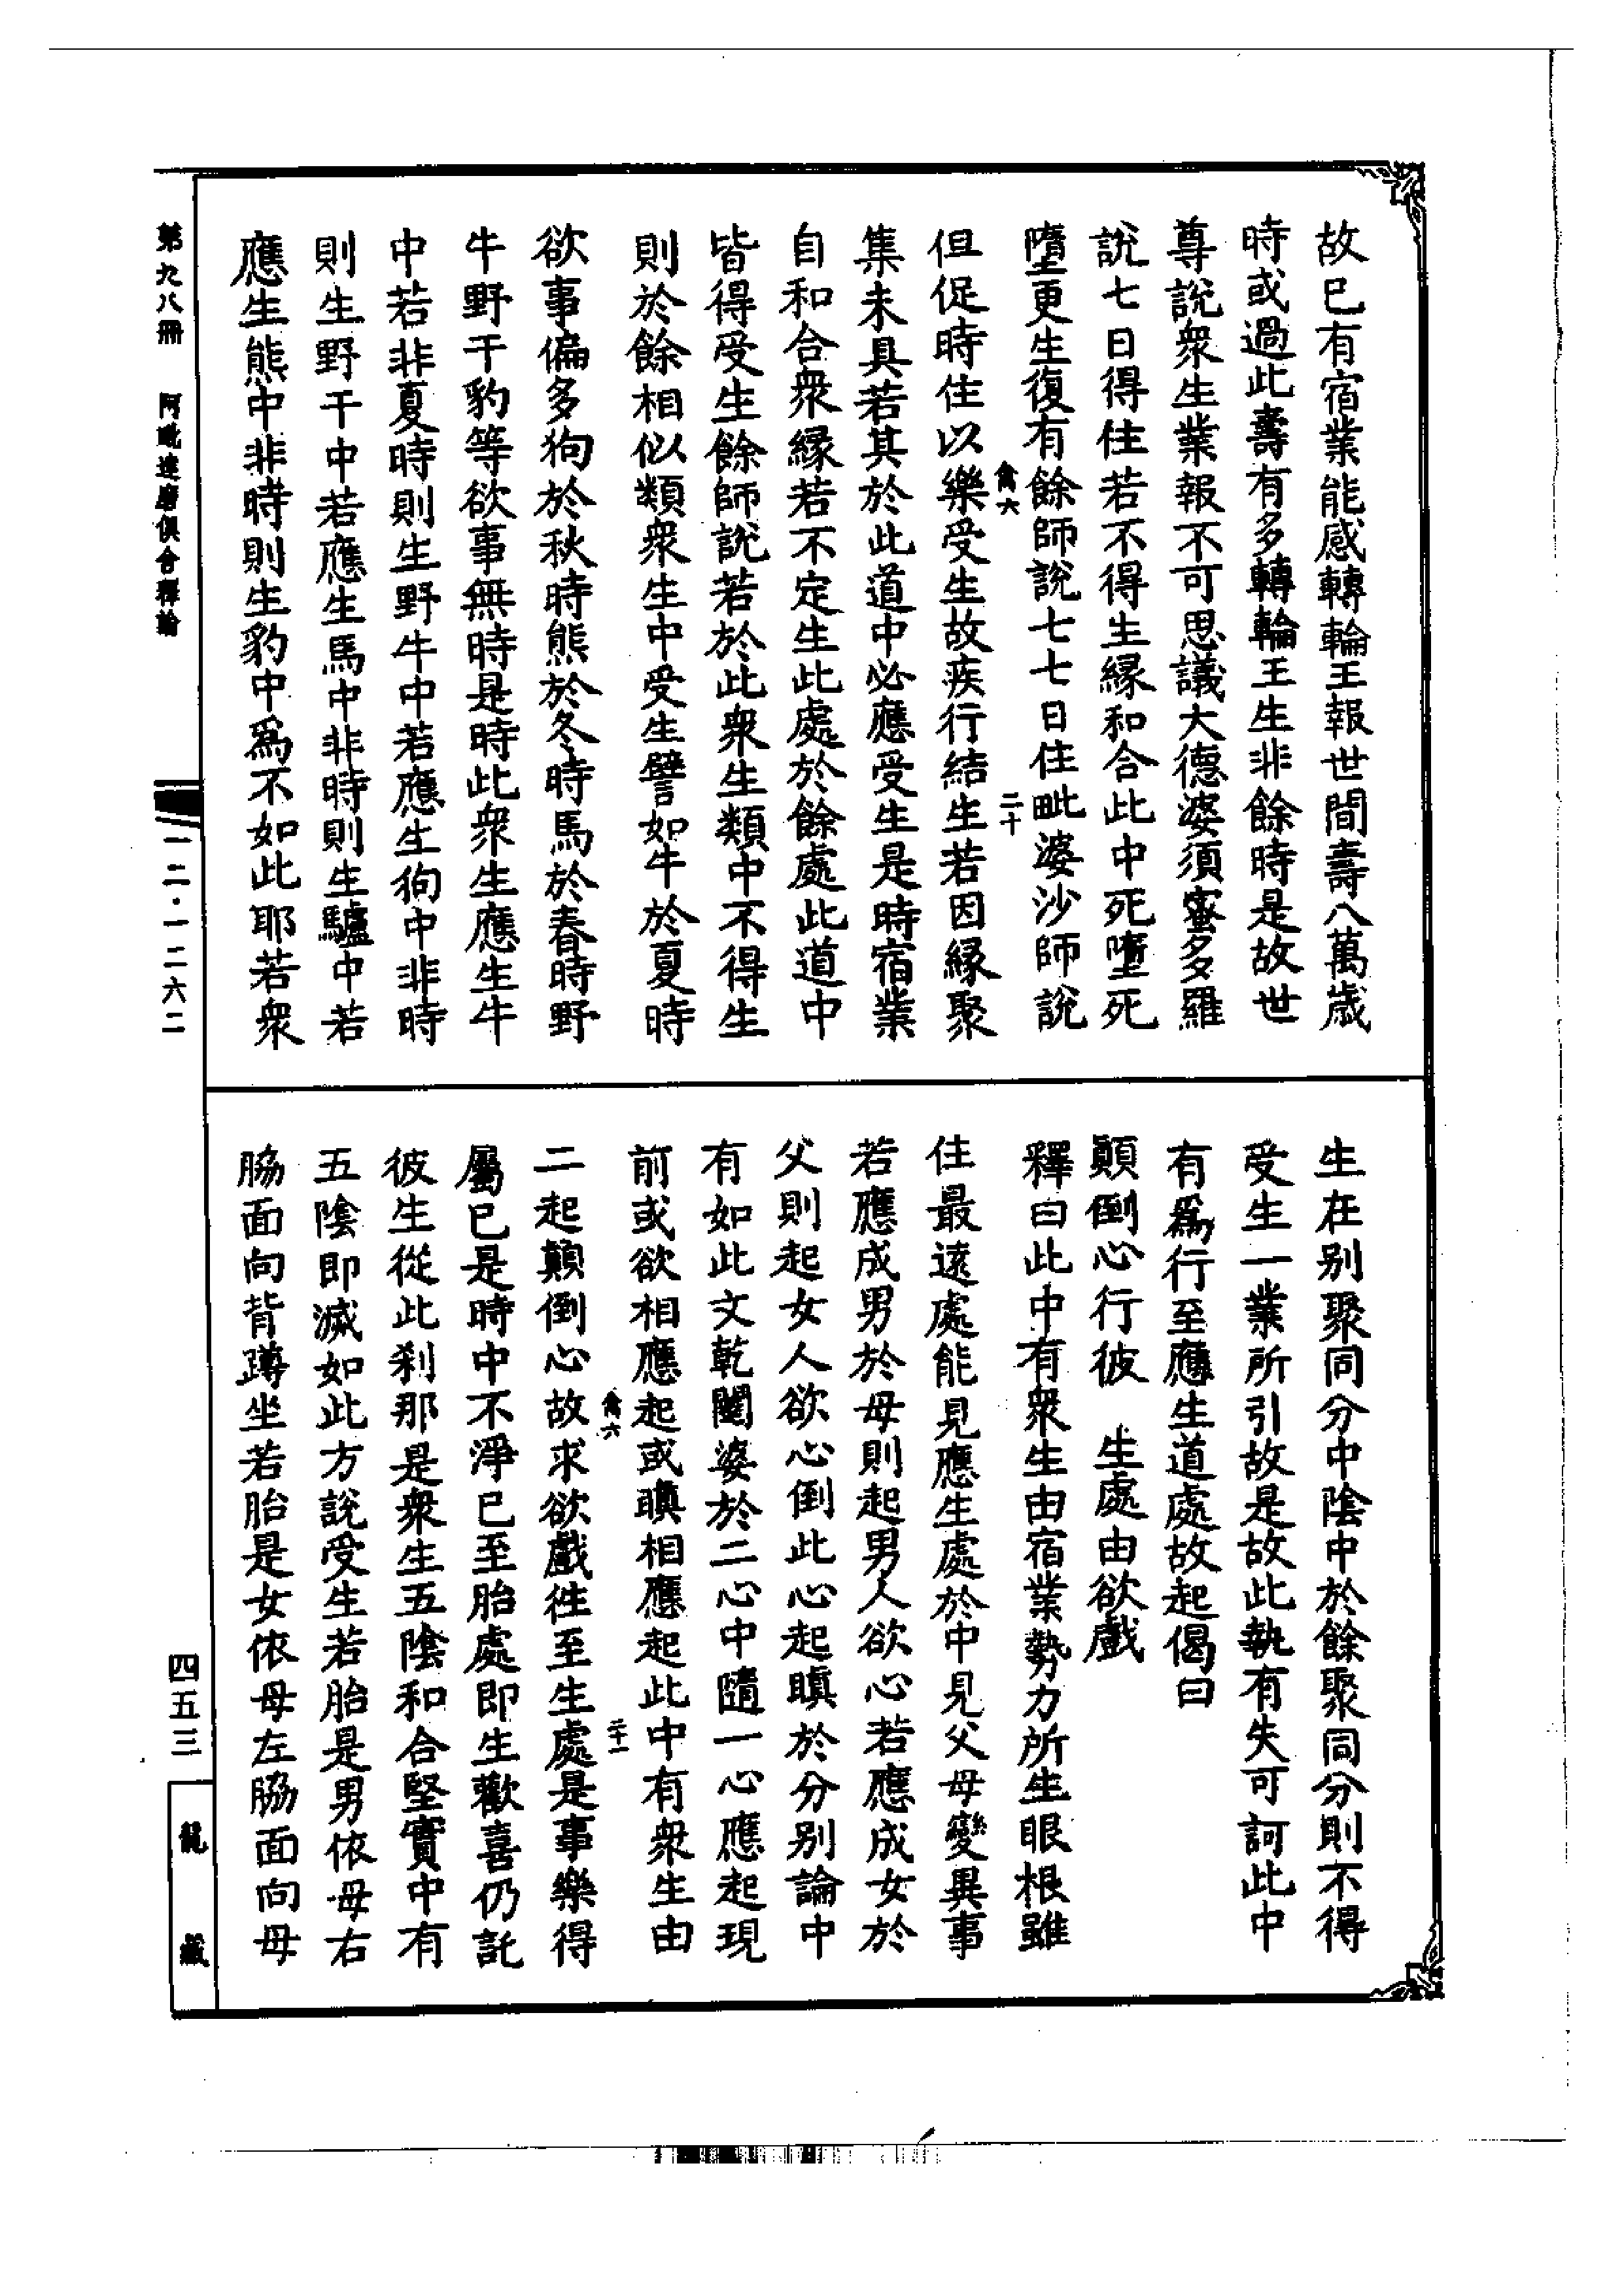 故已有宿業能感轉輪王報世間壽八萬歲
時或過此壽有多轉輪王生非餘時是故世
尊說衆生業報不可思議大德婆須蜜多羅
說七日得住若不得生縁和合此中死墮死
墮更生復有餘師說七七日住毗婆沙師說
禽六
二十
但促時住以樂受生故疾行結生若因縁聚
集未具若其於此道中必應受生是時宿業
自和合衆縁若不定生此處於餘處此道中
皆得受生餘師說若於此衆生類中不得生
則於餘相似類衆生中受生譬如牛於夏時
欲事偏多狗於秋時熊於冬時馬於春時野
牛野干豹等欲事無時是時此衆生應生牛
中若非夏時則生野牛中若應生狗中非時
則生野干中若應生馬中非時則生驢中若
應生熊中非時則生豹中爲不如此耶若衆
生在別聚同分中陰中於餘聚同分則不得
受生一業所引故是故此執有失可訶此中
有爲行至應生道處故起偈曰
顛倒心行彼　生處由欲戲
釋曰此中有衆生由宿業勢力所生眼根雖
住最遠處能見應生處於中見父母變異事
若應成男於母則起男人欲心若應成女於
父則起女人欲心倒此心起瞋於分別論中
有如此文乾闥婆於二心中隨一心應起現
前或欲相應起或瞋相應起此中有衆生由
禽六
二十一
二起顛倒心故求欲戲往至生處是事樂得
屬已是時中不淨已至胎處即生歡喜仍託
彼生從此刹那是衆生五陰和合堅實中有
五陰即滅如此方說受生若胎是男依母右
脇面向背蹲坐若胎是女依母左脇面向母
第九八冊　阿毗達磨俱舍釋論
一二·一二六二
四五三
龍藏